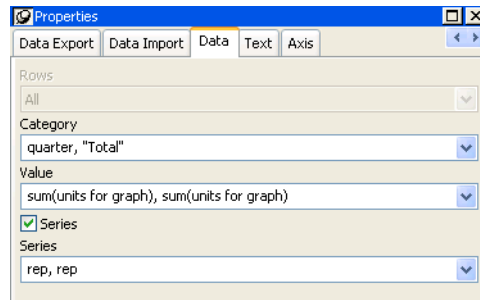 Properties
Data Export Data Import Data Text Axis
Rows
All
Category
quarter, "Total"
Value
sum(units for graph), sum(units for graph)
Series
Series
rep, rep